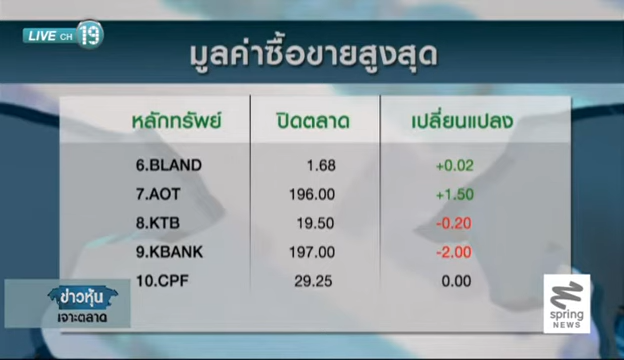 LIVE CH 19
มูลค่าซื้อขายสูงสุด
หลักทรัพย์ ปิดตลาด เปลี่ยนแปลง
6.BLAND 1.68 +0.02
7.AOT 196.00 +1.50
8.KTB 19.50 -0.20
9.KBANK 197.00 -2.00
10.CPF 29.25 0.00
ข่าวหุ้น
เจาะตลาด
spring
NEWS